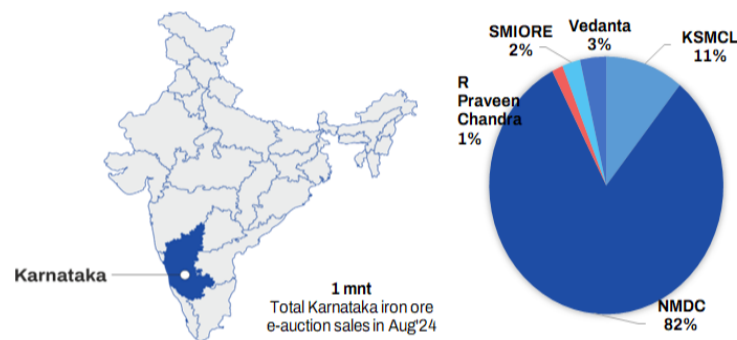 Karnataka
1 mnt
Total Karnataka iron ore
e-auction sales in Aug'24
SMIORE
2%
Vedanta
3%
KSMCL
11%
R
Praveen
Chandra
1%
NMDC
82%